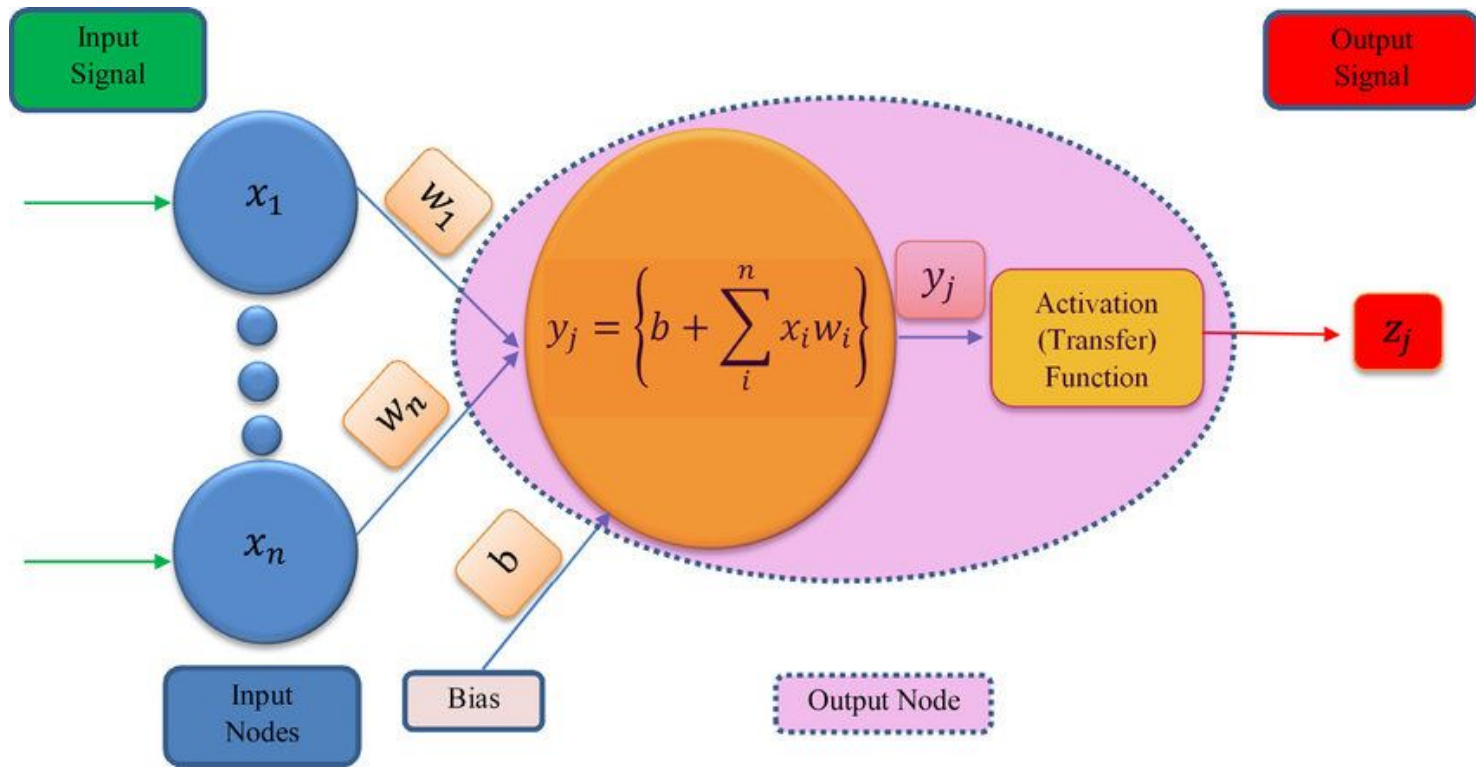 Input
Signal
Output
Signal
x₁
w₁
yⱼ = {b + ∑ᵢⁿ xᵢwᵢ}
yⱼ
Activation
(Transfer)
Function
zⱼ
wₙ
xₙ
b
Input
Nodes
Bias
Output Node